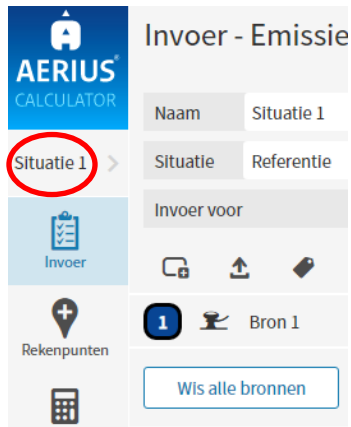 AERIUS®
CALCULATOR
Situatie 1
Invoer
Rekenpunten
Invoer - Emissie
Naam Situatie 1
Situatie Referentie
Invoer voor
1 Bron 1
Wis alle bronnen